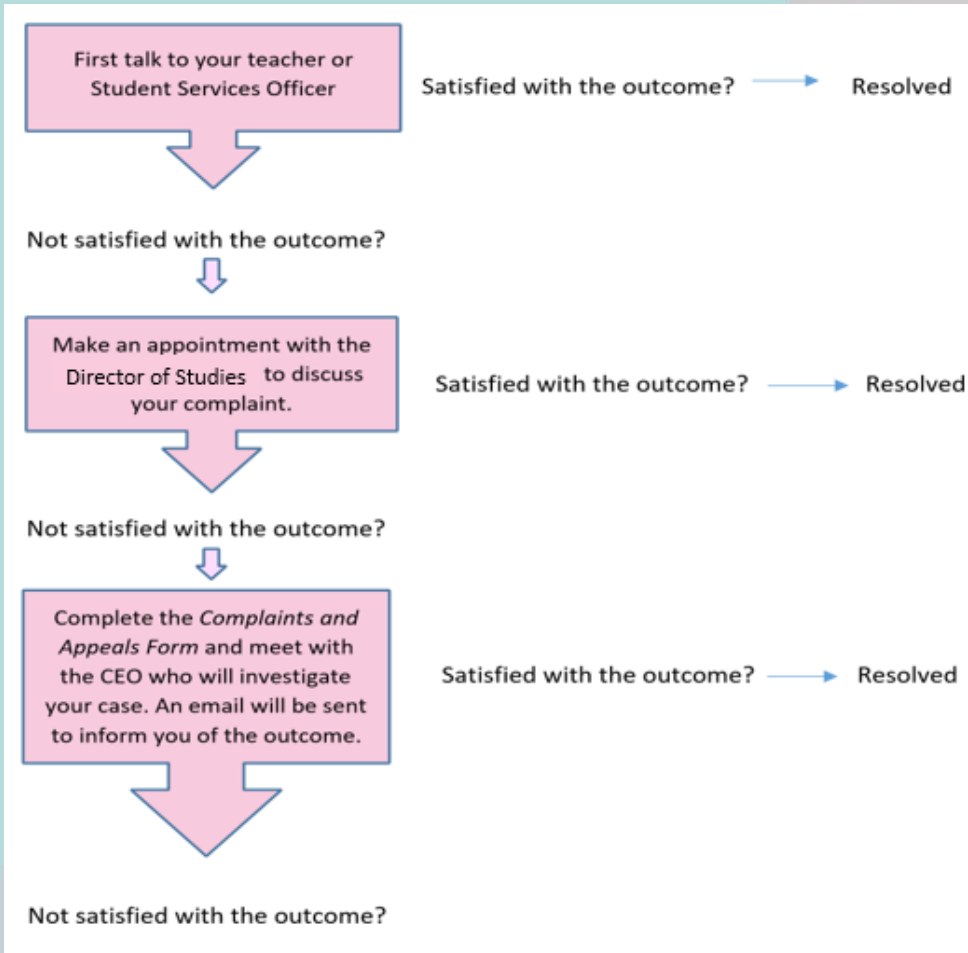 First talk to your teacher or
Student Services Officer
Satisfied with the outcome?
Resolved
Not satisfied with the outcome?
Make an appointment with the
Director of Studies to discuss
your complaint.
Satisfied with the outcome?
Resolved
Not satisfied with the outcome?
Complete the Complaints and
Appeals Form and meet with
the CEO who will investigate
your case. An email will be sent
to inform you of the outcome.
Satisfied with the outcome?
Resolved
Not satisfied with the outcome?